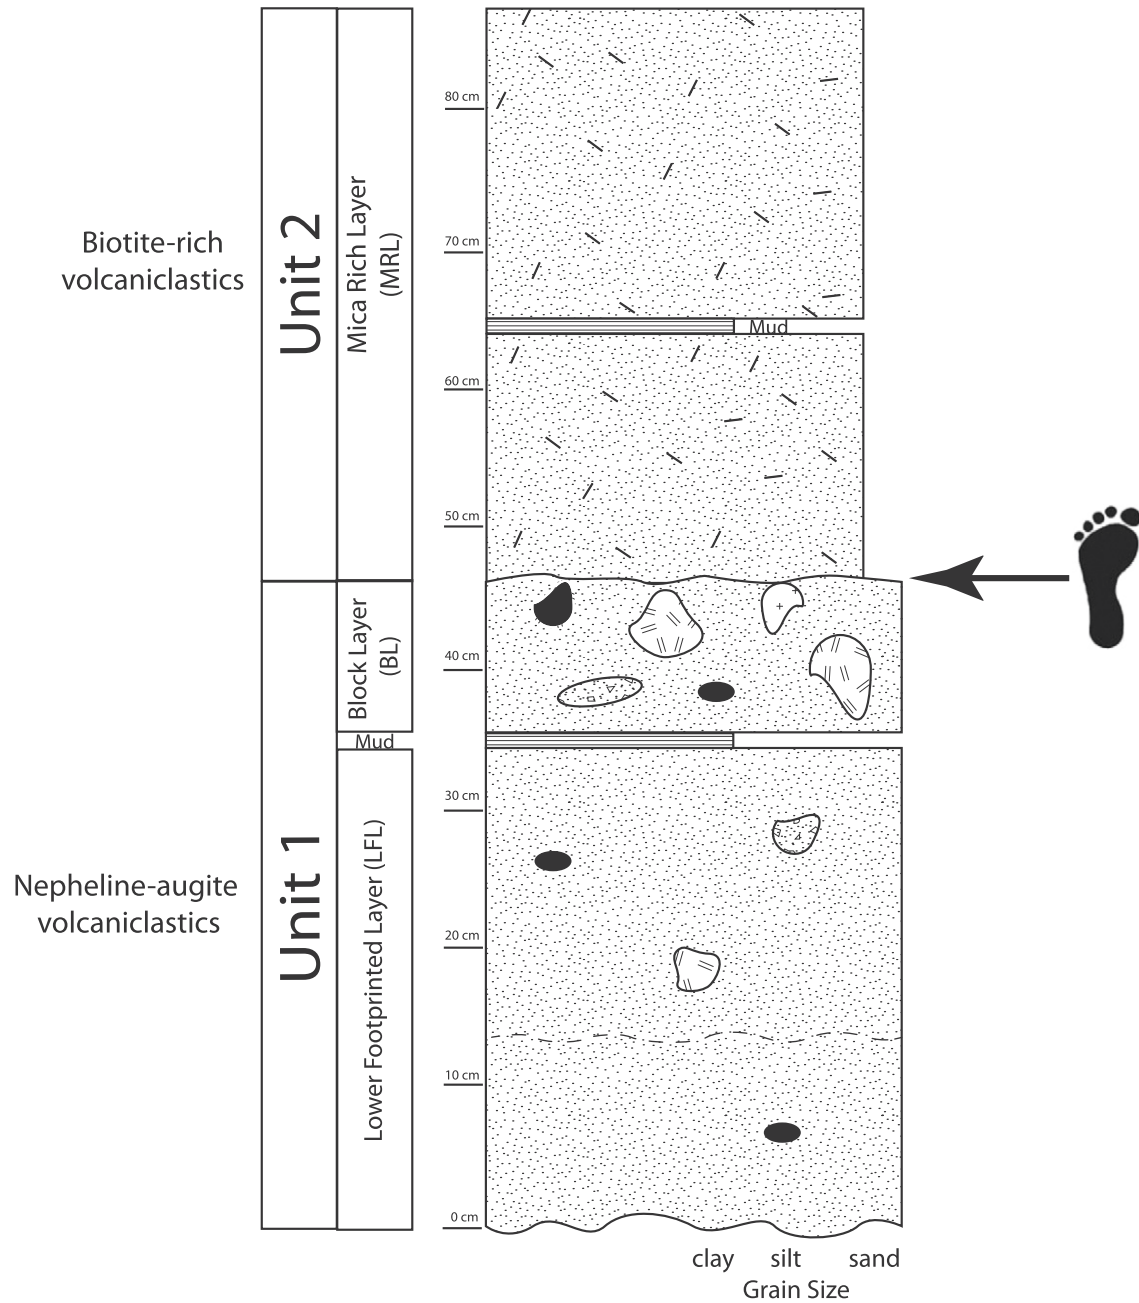 Biotite-rich
volcaniclastics
Unit 2
Mica Rich Layer
(MRL)
80 cm
70 cm
Mud
60 cm
50 cm
Block Layer
(BL)
40 cm
Mud
Nepheline-augite
volcaniclastics
Unit 1
Lower Footprinted Layer (LFL)
30 cm
20 cm
10 cm
0 cm
clay silt sand
Grain Size